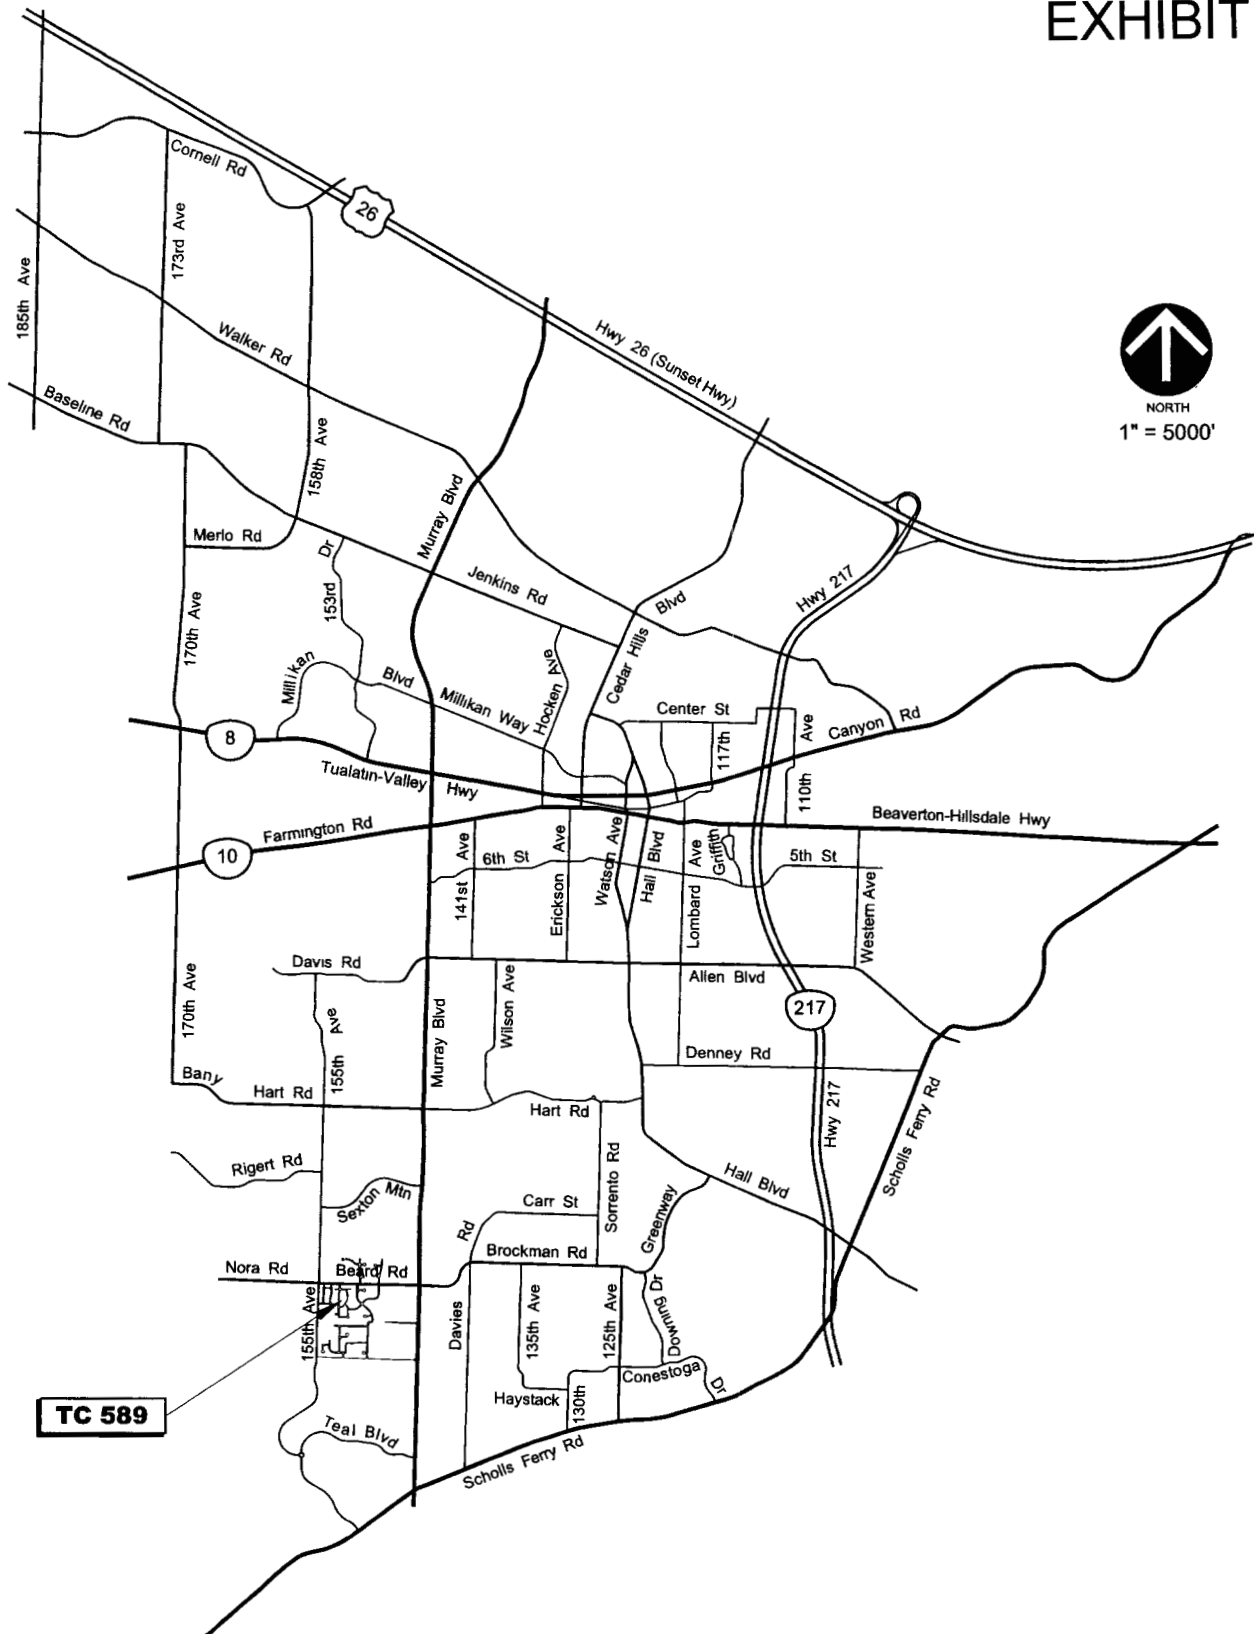 EXHIBIT
Cornell Rd
26
173rd Ave
185th Ave
Walker Rd
Hwy 26 (Sunset Hwy)
NORTH
1" = 5000'
Baseline Rd
158th Ave
Murray Blvd
Merlo Rd
153rd Dr
Jenkins Rd
Hwy 217
170th Ave
Cedar Hills Blvd
Millikan Blvd
Millikan Way
Hocken Ave
Center St
117th
110th Ave
Canyon Rd
8
Tualatin-Valley Hwy
Farmington Rd
10
Beaverton-Hillsdale Hwy
141st Ave
6th St
Erickson Ave
Watson Ave
Hall Blvd
Lombard Ave
Griffith
5th St
Western Ave
Davis Rd
Allen Blvd
170th Ave
155th Ave
Murray Blvd
Wilson Ave
217
Denney Rd
Bany
Hart Rd
Hart Rd
Hwy 217
Scholls Ferry Rd
Rigert Rd
Sexton Mtn
Carr St
Sorrento Rd
Greenway
Hall Blvd
Nora Rd
Beard Rd
Brockman Rd
155th Ave
Davies Rd
135th Ave
125th Ave
Downing Dr
Conestoga Dr
Haystack
130th
TC 589
Teal Blvd
Scholls Ferry Rd